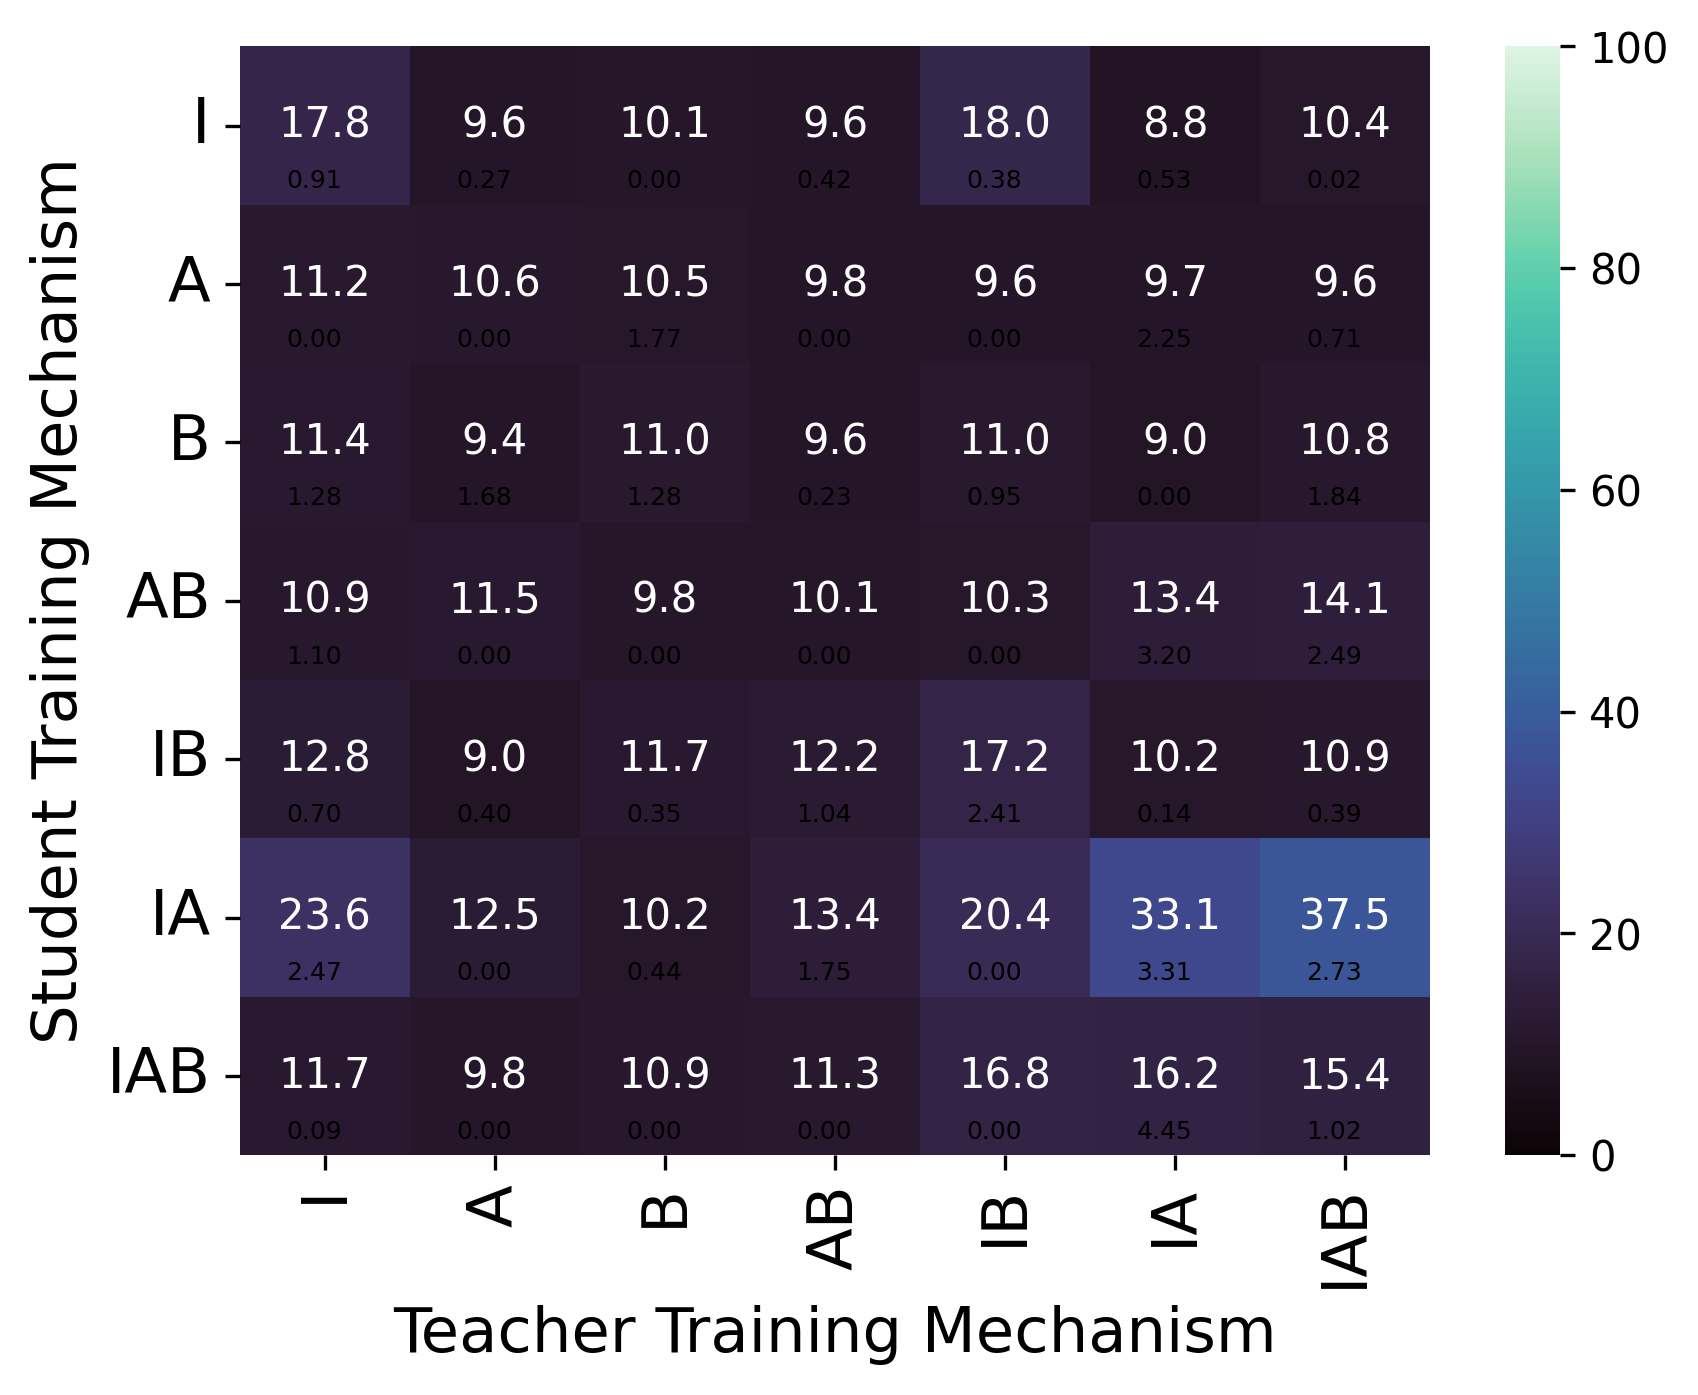 Student Training Mechanism
I 17.8 9.6 10.1 9.6 18.0 8.8 10.4
0.91 0.27 0.00 0.42 0.38 0.53 0.02
A 11.2 10.6 10.5 9.8 9.6 9.7 9.6
0.00 0.00 1.77 0.00 0.00 2.25 0.71
B 11.4 9.4 11.0 9.6 11.0 9.0 10.8
1.28 1.68 1.28 0.23 0.95 0.00 1.84
AB 10.9 11.5 9.8 10.1 10.3 13.4 14.1
1.10 0.00 0.00 0.00 0.00 3.20 2.49
IB 12.8 9.0 11.7 12.2 17.2 10.2 10.9
0.70 0.40 0.35 1.04 2.41 0.14 0.39
IA 23.6 12.5 10.2 13.4 20.4 33.1 37.5
2.47 0.00 0.44 1.75 0.00 3.31 2.73
IAB 11.7 9.8 10.9 11.3 16.8 16.2 15.4
0.09 0.00 0.00 0.00 0.00 4.45 1.02
I A B AB IB IA IAB
Teacher Training Mechanism
100
80
60
40
20
0